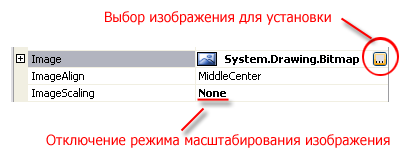 Выбор изображения для установки
Image System.Drawing.Bitmap ...
ImageAlign MiddleCenter
ImageScaling None
Отключение режима масштабирования изображения